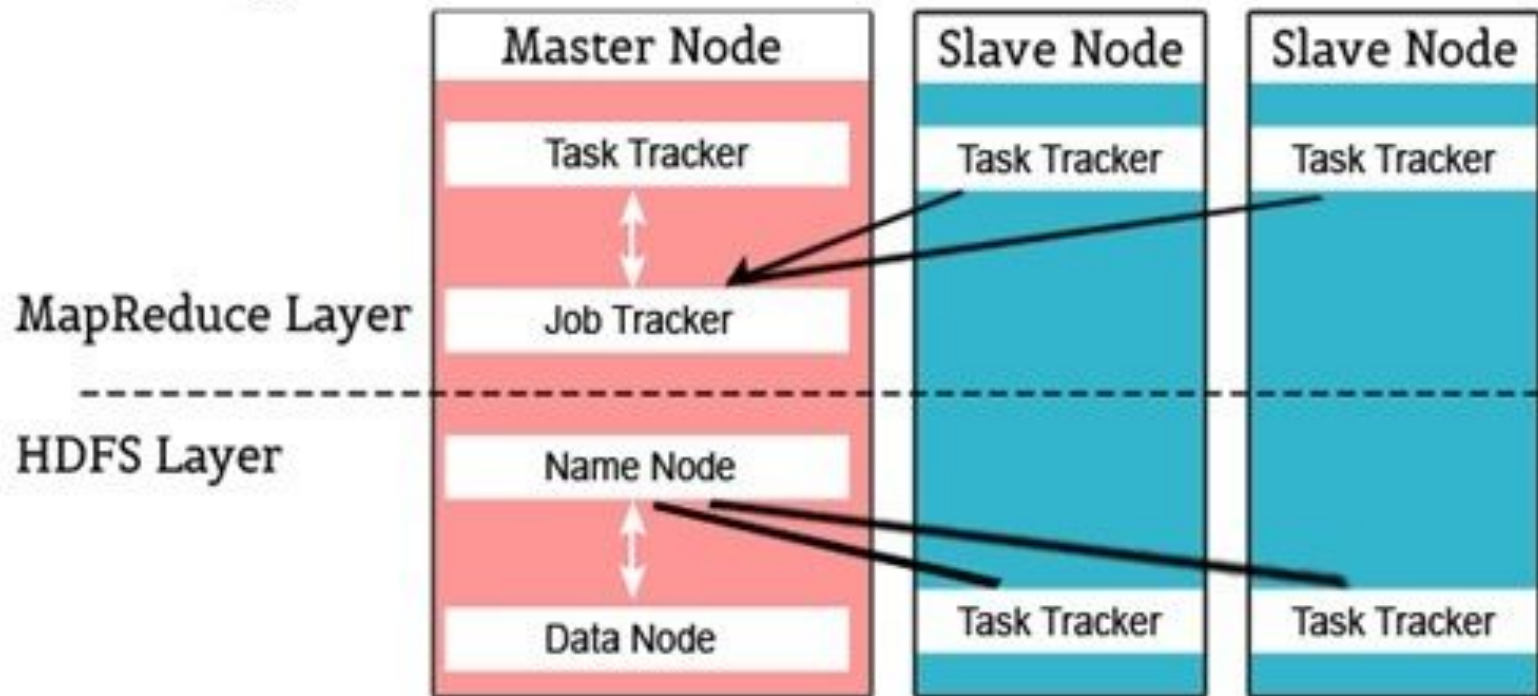 Master Node
Slave Node
Slave Node
Task Tracker
Task Tracker
Task Tracker
MapReduce Layer
Job Tracker
HDFS Layer
Name Node
Data Node
Task Tracker
Task Tracker